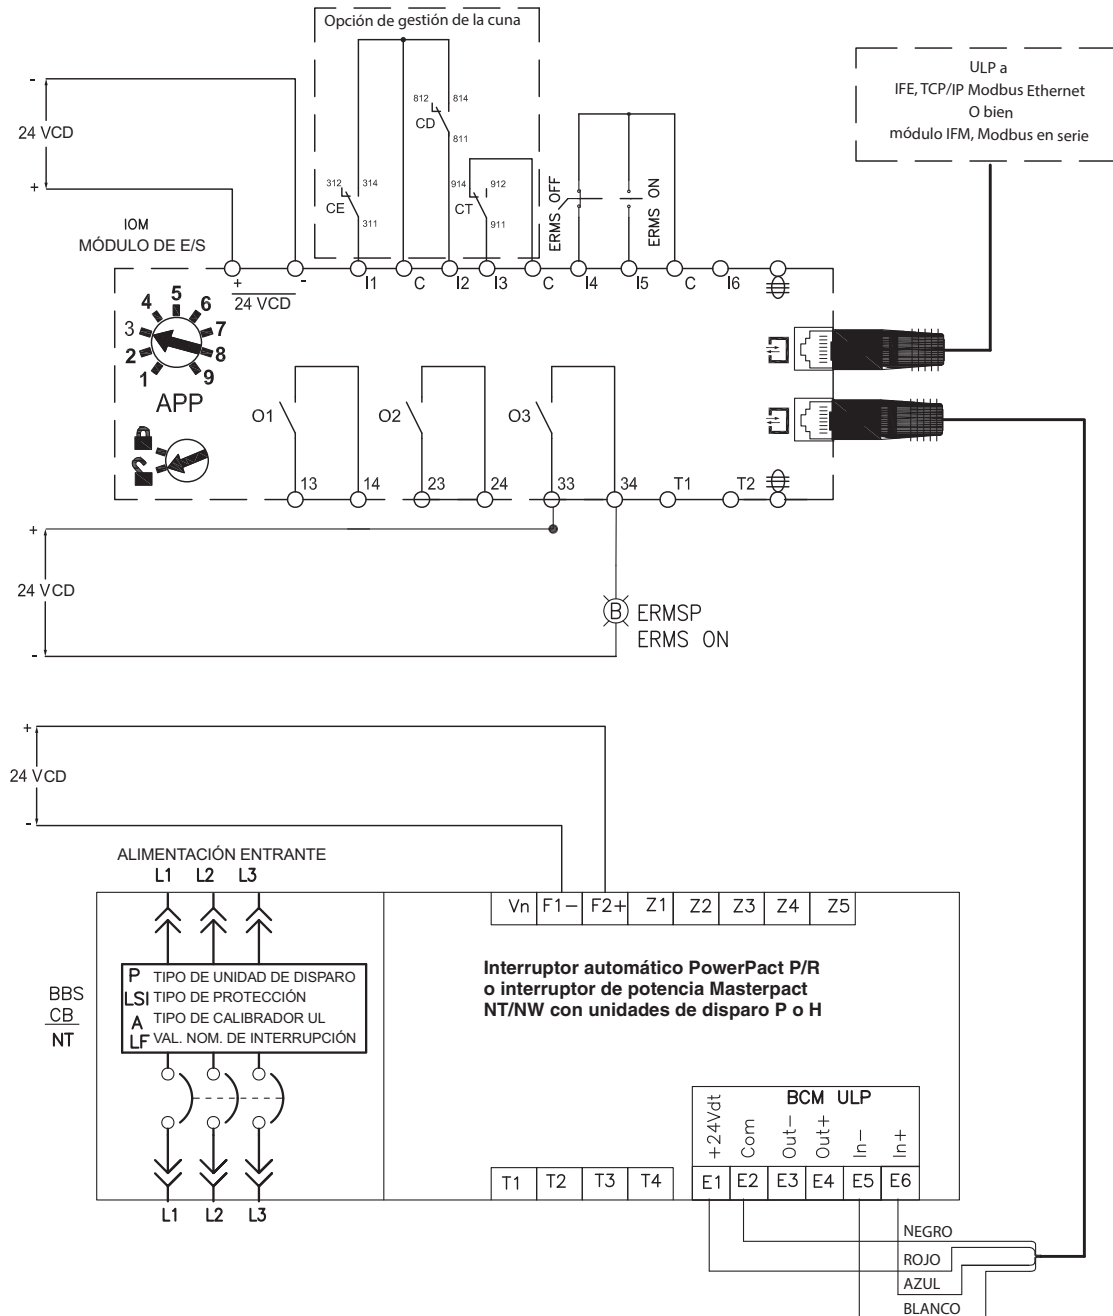 Opción de gestión de la cuna
ULP a
IFE, TCP/IP Modbus Ethernet
O bien
módulo IFM, Modbus en serie
-
24 VCD
+
812 814
CD
811
312 314
CE
311
914 912
CT
911
ERMS OFF
ERMS ON
IOM
MÓDULO DE E/S
+ -
24 VCD
I1 C I2 I3 C I4 I5 C I6
1 2 3 4 5 6 7 8 9
APP
O1 O2 O3
13 14 23 24 33 34 T1 T2
+
24 VCD
-
B ERMSP
ERMS ON
+
24 VCD
-
ALIMENTACIÓN ENTRANTE
L1 L2 L3
Vn F1- F2+ Z1 Z2 Z3 Z4 Z5
P TIPO DE UNIDAD DE DISPARO
LSI TIPO DE PROTECCIÓN
A TIPO DE CALIBRADOR UL
LF VAL. NOM. DE INTERRUPCIÓN
BBS
CB
NT
Interruptor automático PowerPact P/R
o interruptor de potencia Masterpact
NT/NW con unidades de disparo P o H
BCM ULP
+24Vdt Com Out- Out+ In- In+
T1 T2 T3 T4 E1 E2 E3 E4 E5 E6
L1 L2 L3
NEGRO
ROJO
AZUL
BLANCO